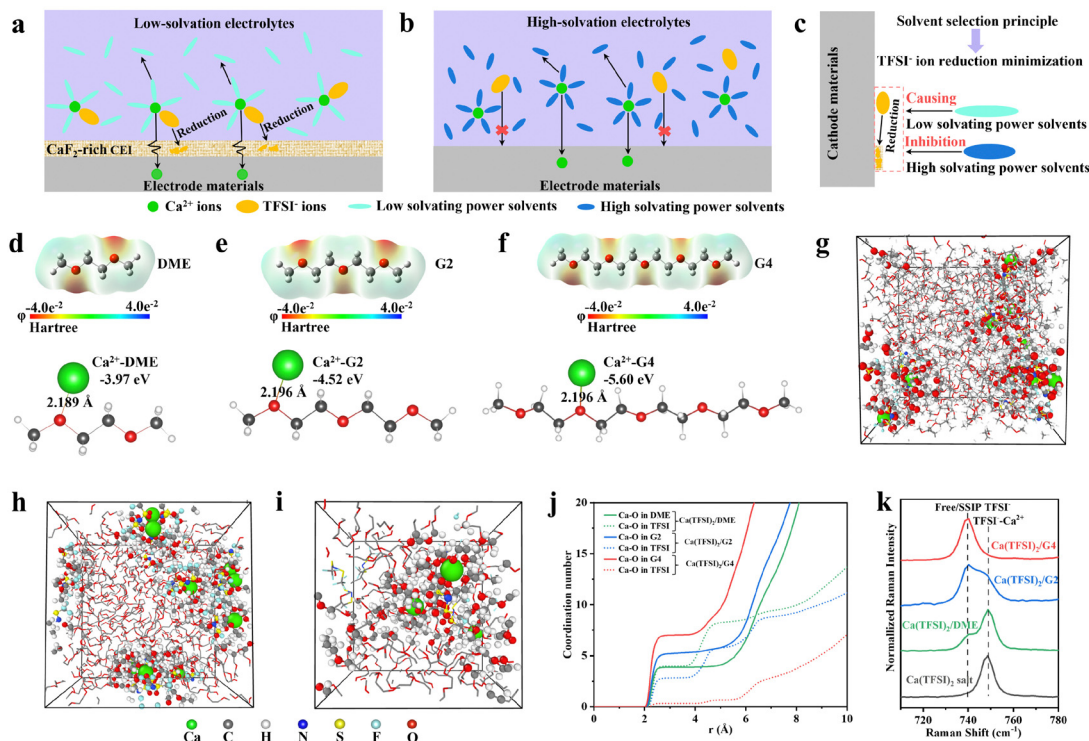 a
Low-solvation electrolytes
Reduction
Reduction
CaF₂-rich CEI
Electrode materials
b
High-solvation electrolytes
Electrode materials
c
Cathode materials
Solvent selection principle
TFSI⁻ ion reduction minimization
Reduction
Causing
Low solvating power solvents
Inhibition
High solvating power solvents
Ca²⁺ ions
TFSI⁻ ions
Low solvating power solvents
High solvating power solvents
d
DME
-4.0e⁻² 4.0e⁻²
φ
Hartree
Ca²⁺-DME
-3.97 eV
2.189 Å
e
G2
-4.0e⁻² 4.0e⁻²
φ
Hartree
Ca²⁺-G2
-4.52 eV
2.196 Å
f
G4
-4.0e⁻² 4.0e⁻²
φ
Hartree
Ca²⁺-G4
-5.60 eV
2.196 Å
g
h
i
Ca C H N S F O
j
Coordination number
20
15
10
5
0
0 2 4 6 8 10
r (Å)
Ca-O in DME
Ca-O in TFSI
Ca(TFSI)₂/DME
Ca-O in G2
Ca-O in TFSI
Ca(TFSI)₂/G2
Ca-O in G4
Ca-O in TFSI
Ca(TFSI)₂/G4
k
Normalized Raman Intensity
Free/SSIP TFSI⁻
TFSI⁻-Ca²⁺
Ca(TFSI)₂/G4
Ca(TFSI)₂/G2
Ca(TFSI)₂/DME
Ca(TFSI)₂ salt
720 740 760 780
Raman Shift (cm⁻¹)